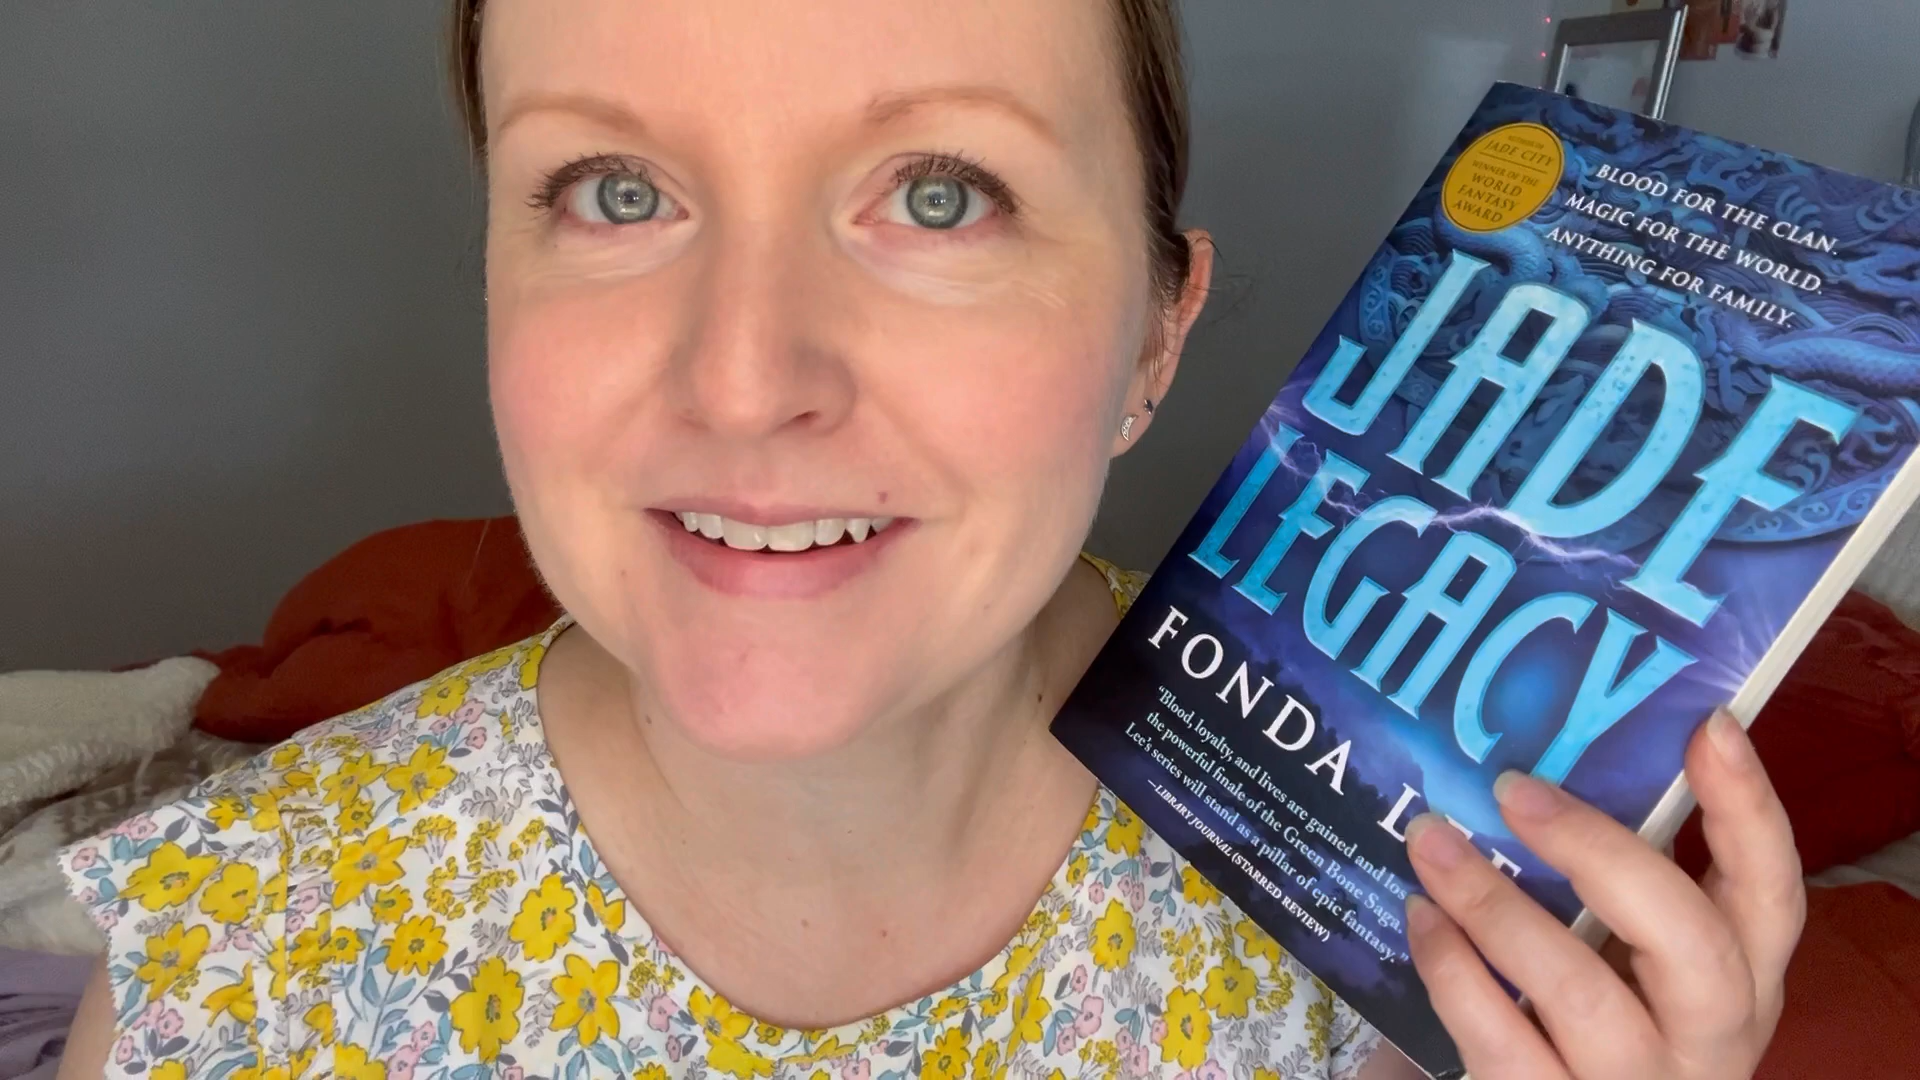 AUTHOR OF
JADE CITY
WINNER OF THE
WORLD
FANTASY
AWARD
BLOOD FOR THE CLAN.
MAGIC FOR THE WORLD.
ANYTHING FOR FAMILY.
JADE
LEGACY
FONDA LEE
“Blood, loyalty, and lives are gained and los
the powerful finale of the Green Bone Saga.
Lee's series will stand as a pillar of epic fantasy.”
—LIBRARY JOURNAL (STARRED REVIEW)